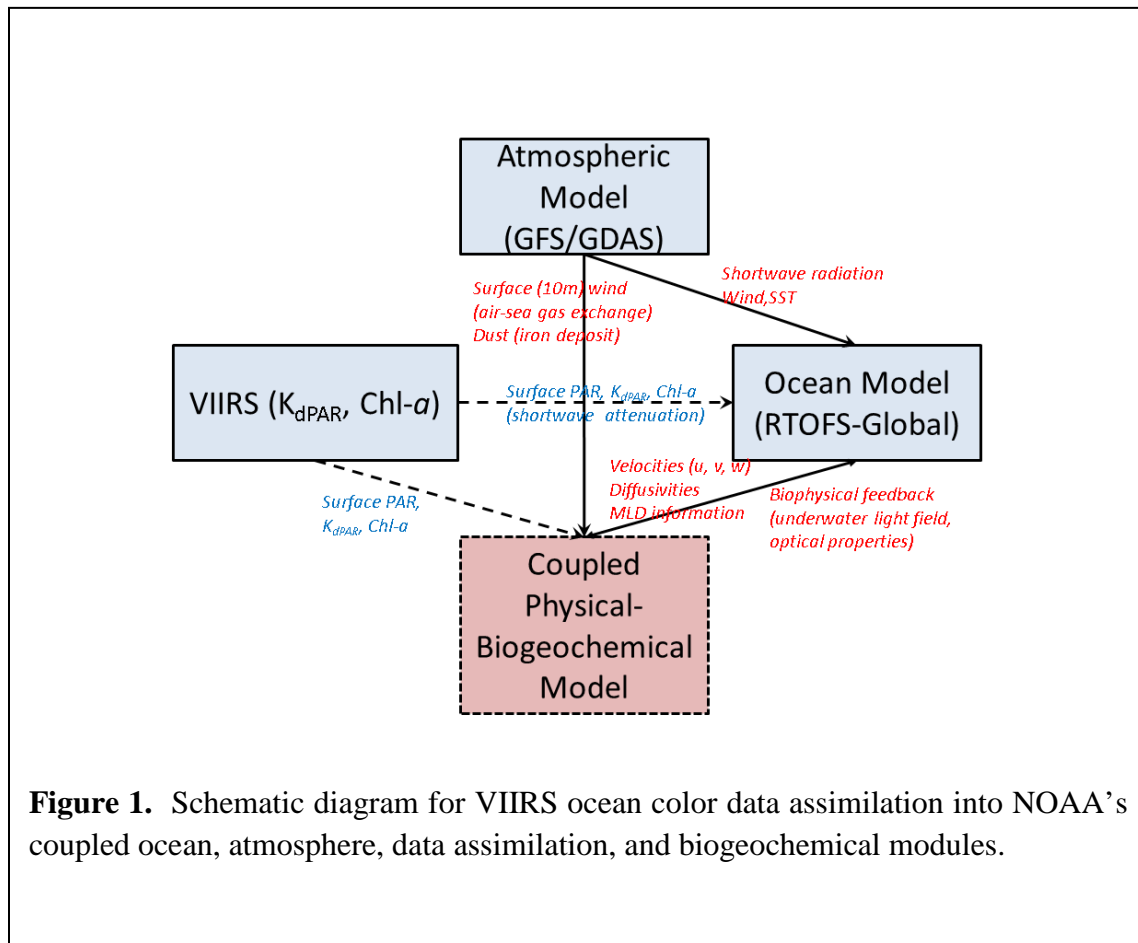 Atmospheric
Model
(GFS/GDAS)
Surface (10m) wind
(air-sea gas exchange)
Dust (iron deposit)
Shortwave radiation
Wind,SST
VIIRS (KdPAR, Chl-a)
Surface PAR, KdPAR, Chl-a
(shortwave attenuation)
Ocean Model
(RTOFS-Global)
Surface PAR,
KdPAR, Chl-a
Velocities (u, v, w)
Diffusivities
MLD information
Biophysical feedback
(underwater light field,
optical properties)
Coupled
Physical-
Biogeochemical
Model
Figure 1. Schematic diagram for VIIRS ocean color data assimilation into NOAA’s
coupled ocean, atmosphere, data assimilation, and biogeochemical modules.